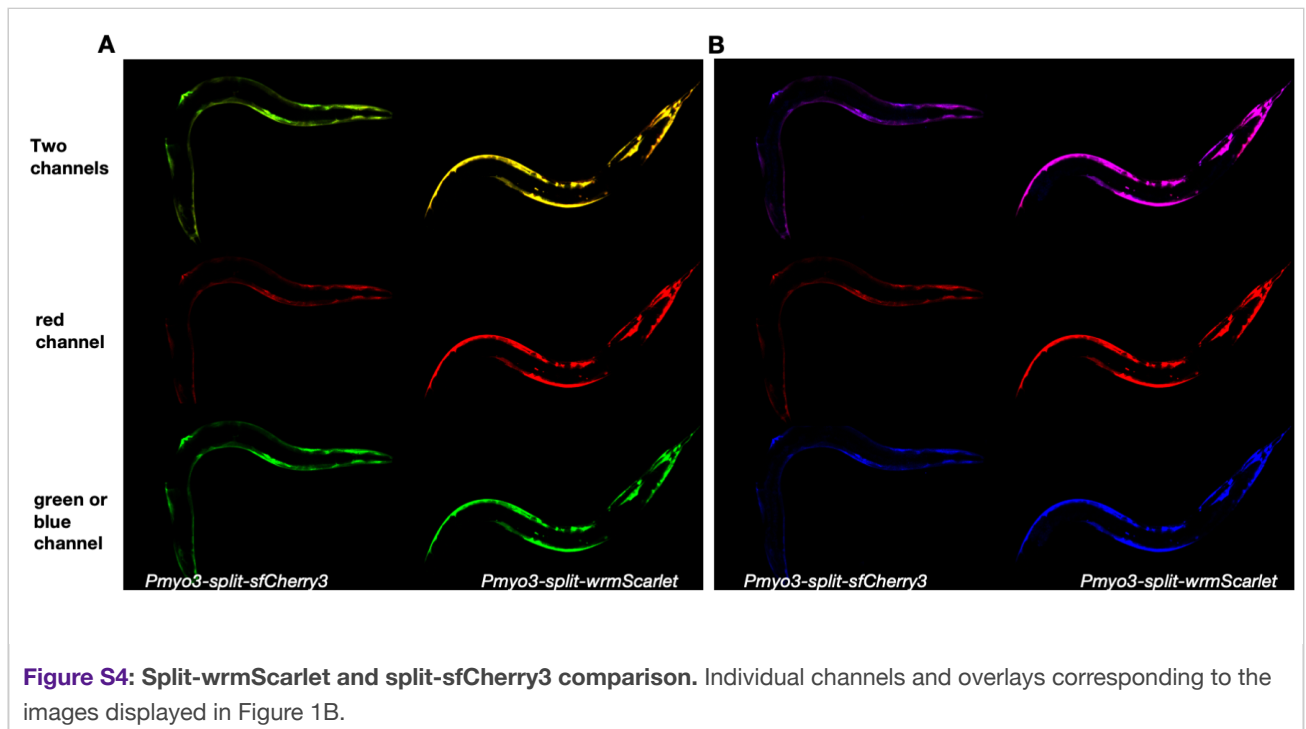 A
B
Two
channels
red
channel
green or
blue
channel
Pmyo3-split-sfCherry3
Pmyo3-split-wrmScarlet
Pmyo3-split-sfCherry3
Pmyo3-split-wrmScarlet
Figure S4: Split-wrmScarlet and split-sfCherry3 comparison. Individual channels and overlays corresponding to the
images displayed in Figure 1B.